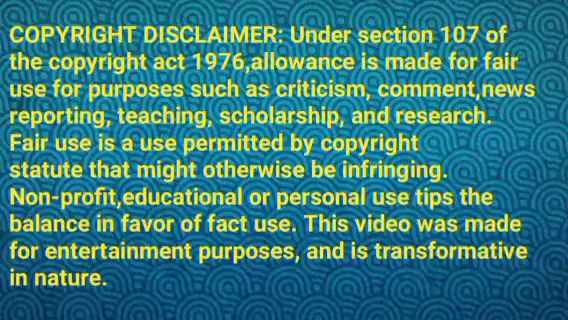 COPYRIGHT DISCLAIMER: Under section 107 of
the copyright act 1976,allowance is made for fair
use for purposes such as criticism, comment,news
reporting, teaching, scholarship, and research.
Fair use is a use permitted by copyright
statute that might otherwise be infringing.
Non-profit,educational or personal use tips the
balance in favor of fact use. This video was made
for entertainment purposes, and is transformative
in nature.